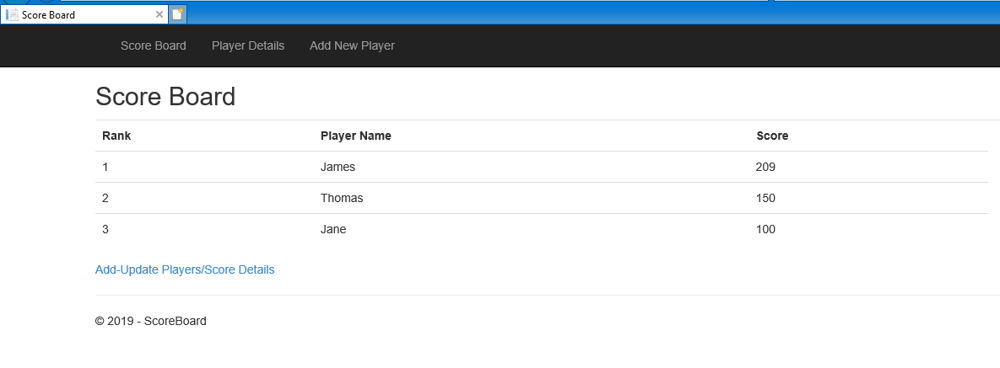 Score Board
Score Board Player Details Add New Player
Score Board
Rank Player Name Score
1 James 209
2 Thomas 150
3 Jane 100
Add-Update Players/Score Details
© 2019 - ScoreBoard